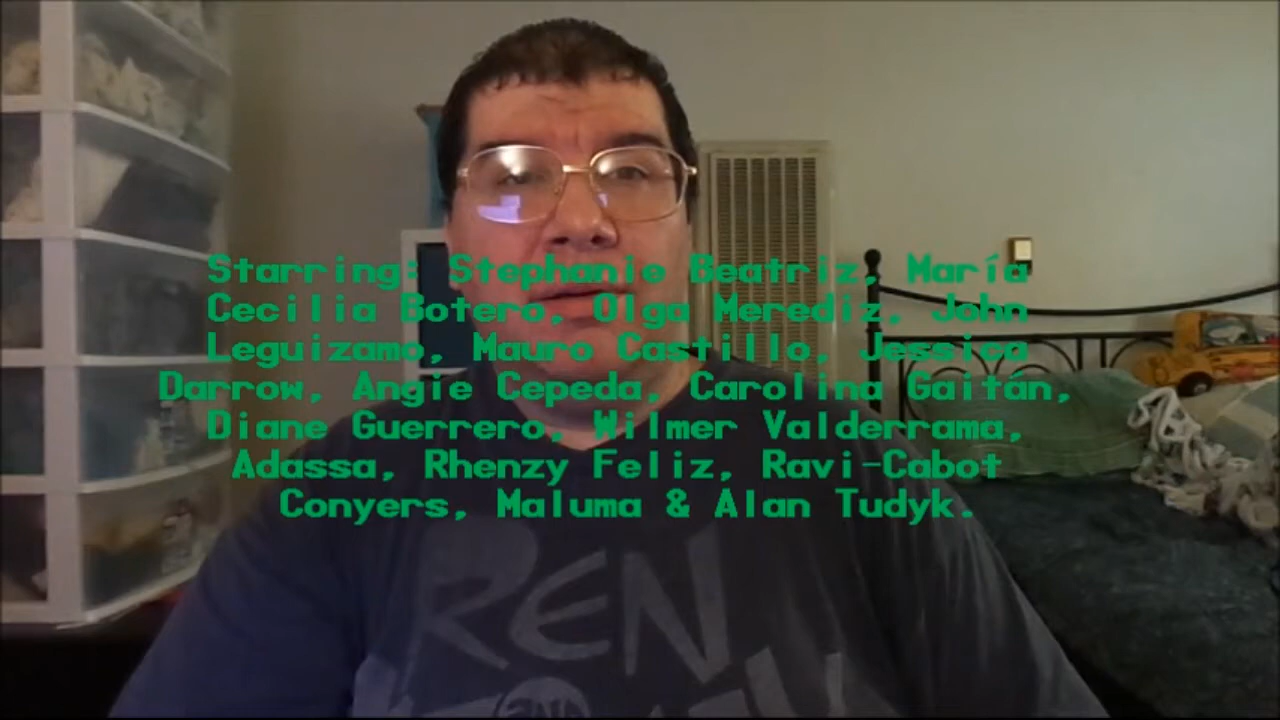 Starring: Stephanie Beatriz, María
Cecilia Botero, Olga Merediz, John
Leguizamo, Mauro Castillo, Jessica
Darrow, Angie Cepeda, Carolina Gaitán,
Diane Guerrero, Wilmer Valderrama,
Adassa, Rhenzy Feliz, Ravi-Cabot
Conyers, Maluma & Alan Tudyk.
REN